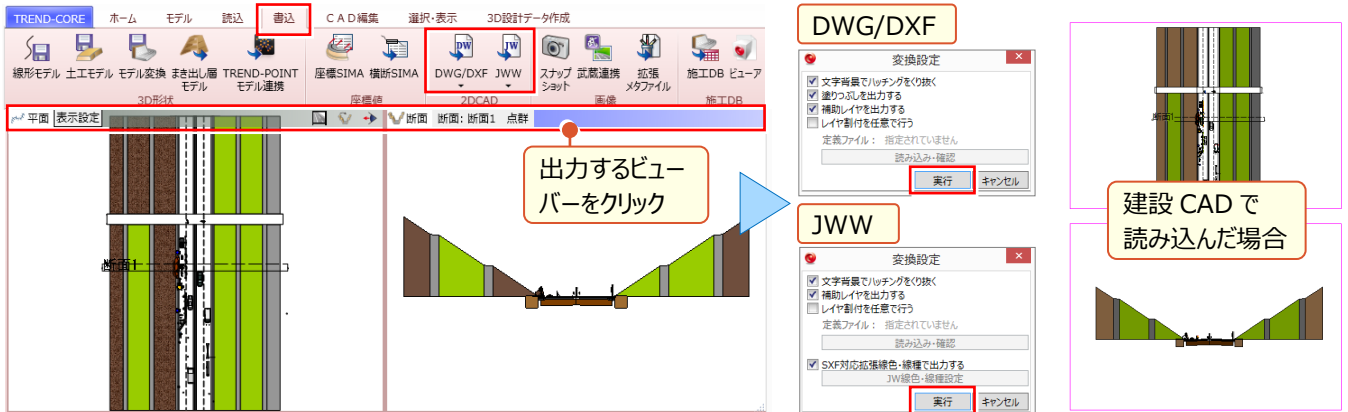 TREND-CORE ホーム モデル 読込 書込 CAD編集 選択・表示 3D設計データ作成
線形モデル 土工モデル モデル変換 まき出し層モデル TREND-POINTモデル連携 座標SIMA 横断SIMA DWG/DXF JWW スナップショット 武蔵連携 拡張メタファイル 施工DB ビューア
3D形状 座標値 2DCAD 画像 施工DB
平面 表示設定 断面 断面: 断面1 点群
断面1
出力するビュー
バーをクリック
DWG/DXF
変換設定
文字背景でハッチングをくり抜く
塗りつぶしを出力する
補助レイヤを出力する
レイヤ割付を任意で行う
定義ファイル： 指定されていません
読み込み・確認
実行 キャンセル
JWW
変換設定
文字背景でハッチングをくり抜く
補助レイヤを出力する
レイヤ割付を任意で行う
定義ファイル： 指定されていません
読み込み・確認
SXF対応拡張線色・線種で出力する
JW線色・線種設定
実行 キャンセル
断面1
建設 CAD で
読み込んだ場合